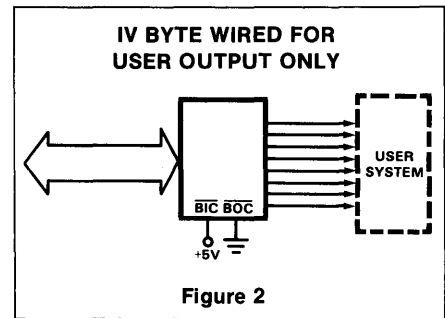 IV BYTE WIRED FOR
USER OUTPUT ONLY
USER
SYSTEM
BIC BOC
+5V
Figure 2